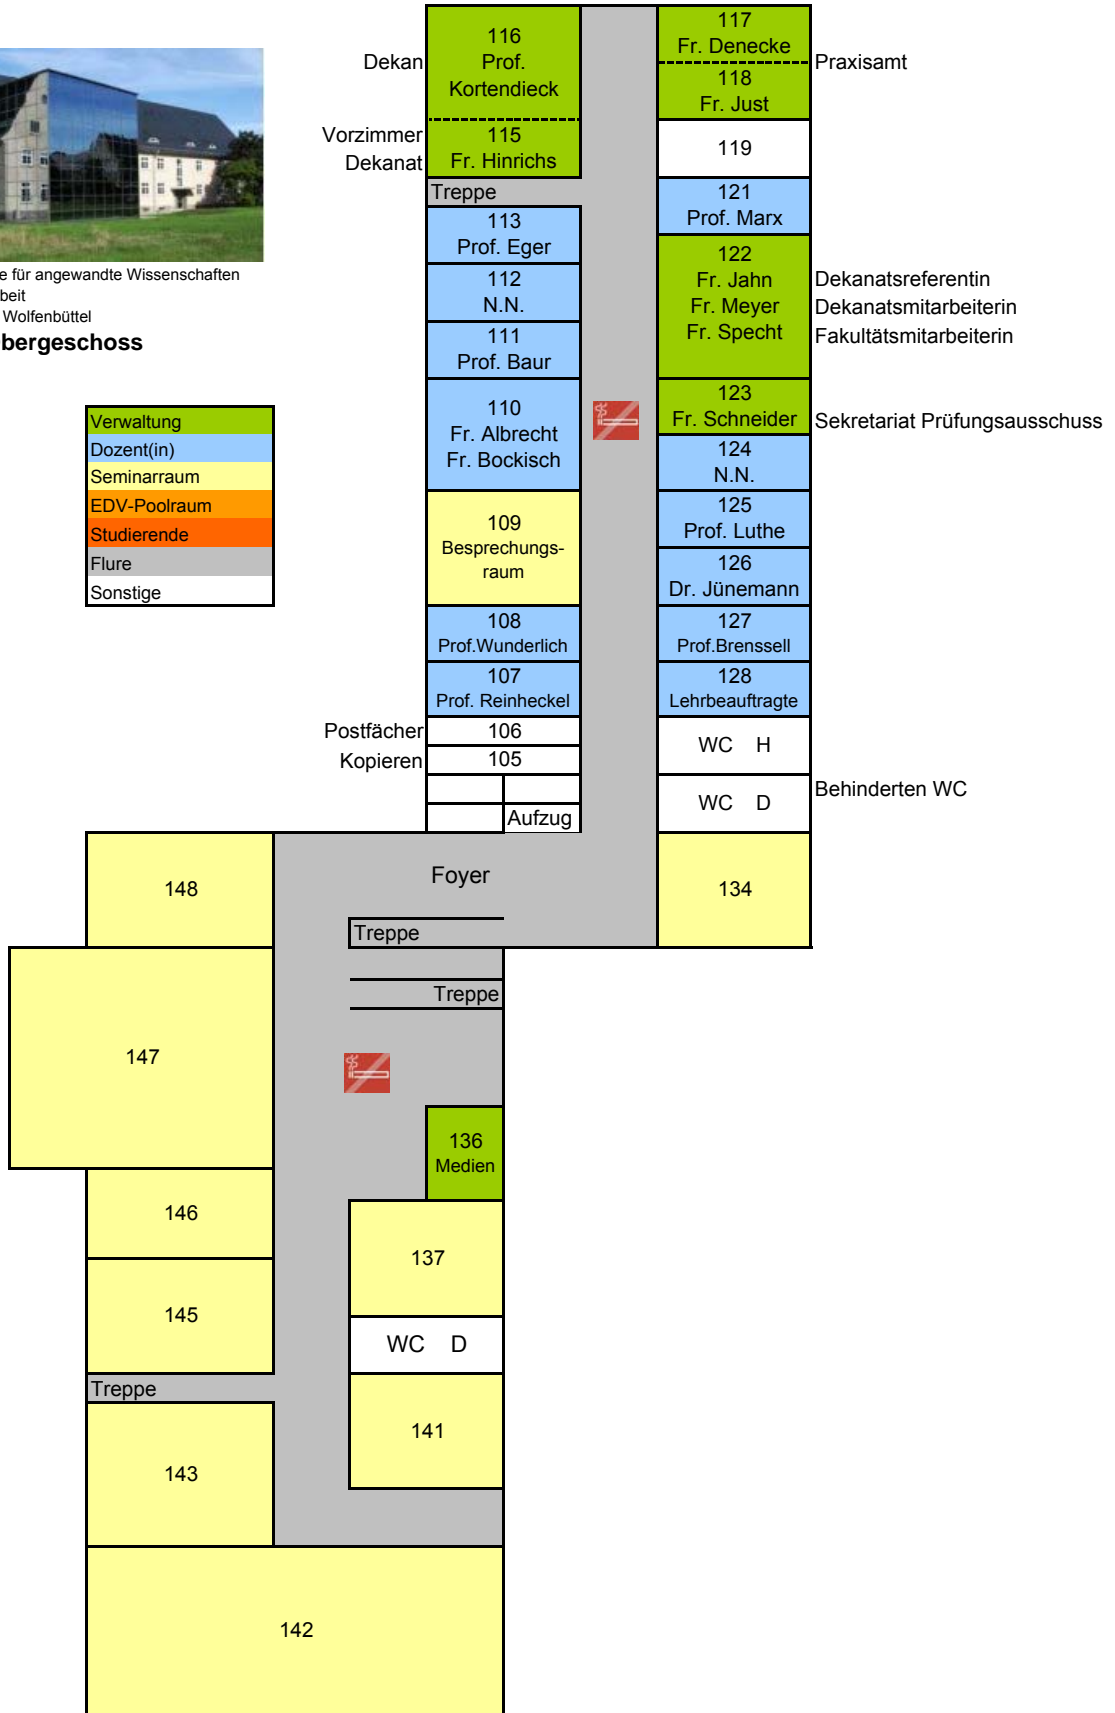 116
Prof.
Kortendieck
Dekan
115
Fr. Hinrichs
Vorzimmer
Dekanat
Treppe
113
Prof. Eger
112
N.N.
111
Prof. Baur
110
Fr. Albrecht
Fr. Bockisch
109
Besprechungs-
raum
108
Prof.Wunderlich
107
Prof. Reinheckel
Postfächer
106
Kopieren
105
Aufzug
117
Fr. Denecke
Praxisamt
118
Fr. Just
119
121
Prof. Marx
122
Fr. Jahn
Fr. Meyer
Fr. Specht
Dekanatsreferentin
Dekanatsmitarbeiterin
Fakultätsmitarbeiterin
123
Fr. Schneider
Sekretariat Prüfungsausschuss
124
N.N.
125
Prof. Luthe
126
Dr. Jünemann
127
Prof.Brenssell
128
Lehrbeauftragte
WC H
WC D
Behinderten WC
134
e für angewandte Wissenschaften
beit
Wolfenbüttel
bergeschoss
Verwaltung
Dozent(in)
Seminarraum
EDV-Poolraum
Studierende
Flure
Sonstige
148
Foyer
Treppe
Treppe
147
136
Medien
146
137
145
WC D
Treppe
141
143
142